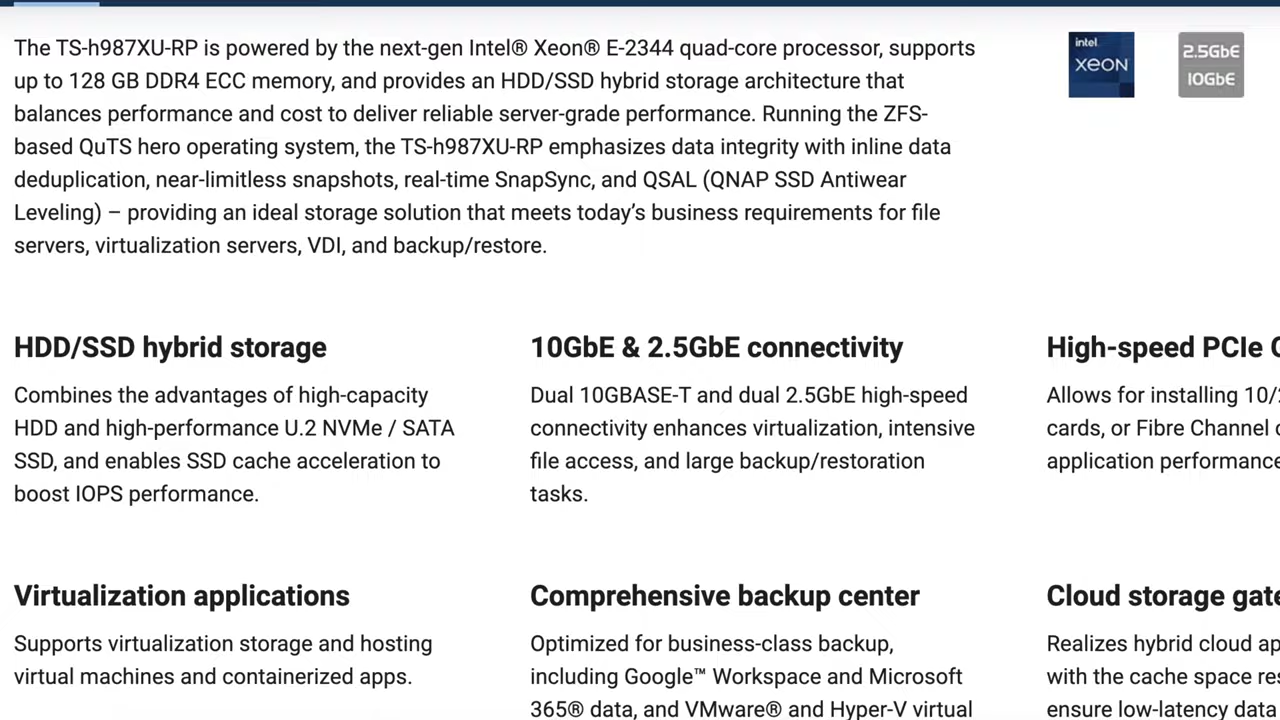 The TS-h987XU-RP is powered by the next-gen Intel® Xeon® E-2344 quad-core processor, supports
up to 128 GB DDR4 ECC memory, and provides an HDD/SSD hybrid storage architecture that
balances performance and cost to deliver reliable server-grade performance. Running the ZFS-
based QuTS hero operating system, the TS-h987XU-RP emphasizes data integrity with inline data
deduplication, near-limitless snapshots, real-time SnapSync, and QSAL (QNAP SSD Antiwear
Leveling) – providing an ideal storage solution that meets today’s business requirements for file
servers, virtualization servers, VDI, and backup/restore.
intel
xeon
2.5GbE
10GbE
HDD/SSD hybrid storage
Combines the advantages of high-capacity
HDD and high-performance U.2 NVMe / SATA
SSD, and enables SSD cache acceleration to
boost IOPS performance.
10GbE & 2.5GbE connectivity
Dual 10GBASE-T and dual 2.5GbE high-speed
connectivity enhances virtualization, intensive
file access, and large backup/restoration
tasks.
High-speed PCIe
Allows for installing 10/
cards, or Fibre Channel
application performance
Virtualization applications
Supports virtualization storage and hosting
virtual machines and containerized apps.
Comprehensive backup center
Optimized for business-class backup,
including Google™ Workspace and Microsoft
365® data, and VMware® and Hyper-V virtual
Cloud storage
Realizes hybrid cloud
with the cache space
ensure low-latency data